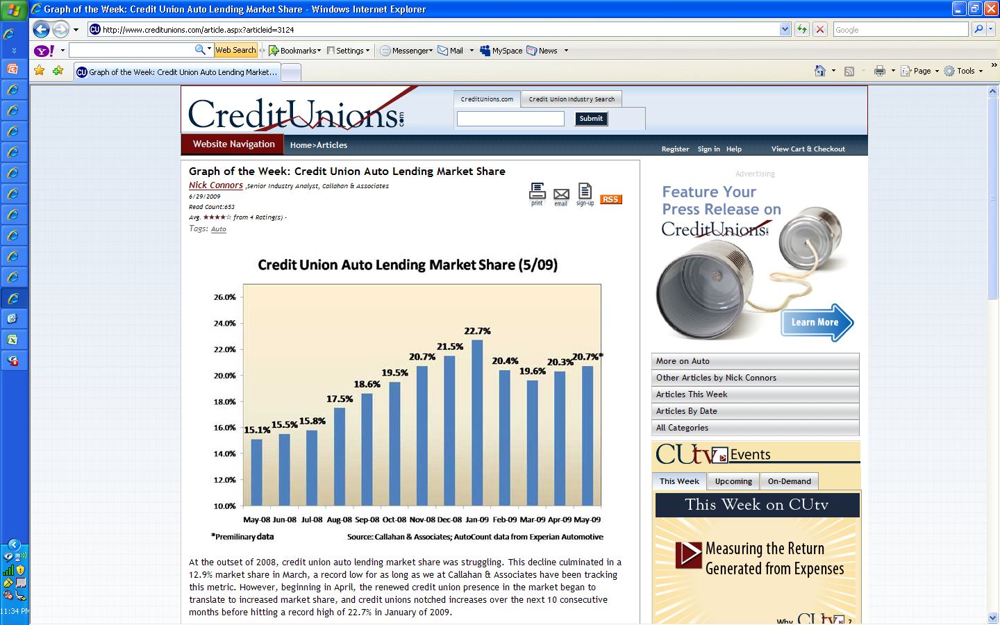 Graph of the Week: Credit Union Auto Lending Market Share - Windows Internet Explorer
http://www.creditunions.com/article.aspx?articleid=3124
Google
Y!
Web Search
Bookmarks
Settings
Messenger
Mail
MySpace
News
Graph of the Week: Credit Union Auto Lending Market...
Page
Tools
CreditUnions.com
CreditUnions.com
Credit Union Industry Search
Submit
Website Navigation
Home>Articles
Register
Sign in
Help
View Cart & Checkout
Graph of the Week: Credit Union Auto Lending Market Share
Nick Connors ,Senior Industry Analyst, Callahan & Associates
6/29/2009
Read Count:653
Avg. ★★★★☆ from 4 Rating(s) -
Tags: Auto
print
email
sign-up
RSS
Credit Union Auto Lending Market Share (5/09)
26.0%
24.0%
22.0%
20.0%
18.0%
16.0%
14.0%
12.0%
10.0%
15.1%
15.5%
15.8%
17.5%
18.6%
19.5%
20.7%
21.5%
22.7%
20.4%
19.6%
20.3%
20.7%*
May-08 Jun-08 Jul-08 Aug-08 Sep-08 Oct-08 Nov-08 Dec-08 Jan-09 Feb-09 Mar-09 Apr-09 May-09
*Premilinary data
Source: Callahan & Associates; AutoCount data from Experian Automotive
At the outset of 2008, credit union auto lending market share was struggling. This decline culminated in a
12.9% market share in March, a record low for as long as we at Callahan & Associates have been tracking
this metric. However, beginning in April, the renewed credit union presence in the market began to
translate to increased market share, and credit unions notched increases over the next 10 consecutive
months before hitting a record high of 22.7% in January of 2009.
Advertising
Feature Your
Press Release on
CreditUnions.com
Learn More
More on Auto
Other Articles by Nick Connors
Articles This Week
Articles By Date
All Categories
CUtv Events
This Week
Upcoming
On-Demand
This Week on CUtv
Measuring the Return
Generated from Expenses
Why CUtv ?
11:34 PM